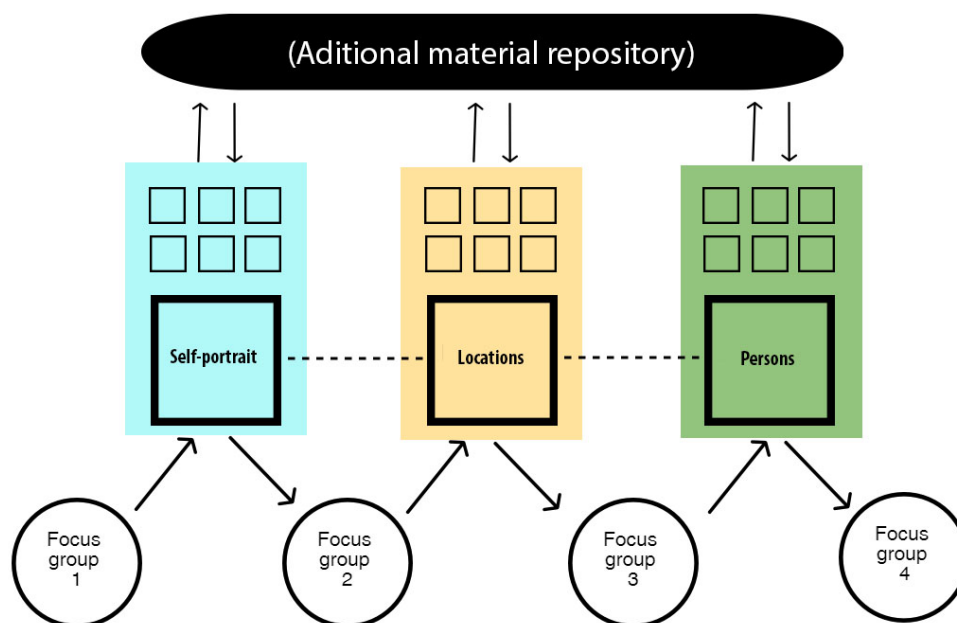 (Aditional material repository)
Self-portrait
Locations
Persons
Focus
group
1
Focus
group
2
Focus
group
3
Focus
group
4